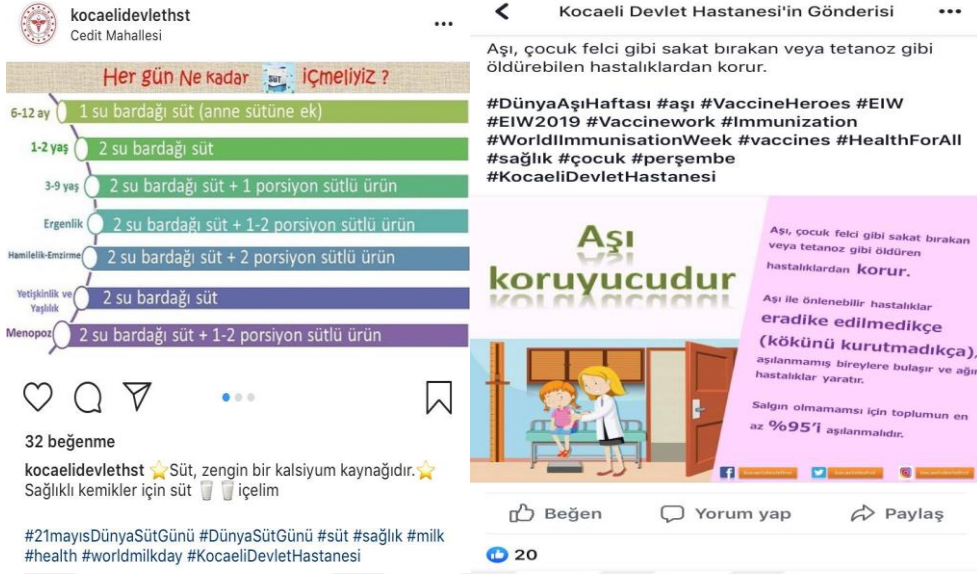 kocaelidevlethst
Cedit Mahallesi
Her gün Ne Kadar SÜT içmeliyiz ?
6-12 ay 1 su bardağı süt (anne sütüne ek)
1-2 yaş 2 su bardağı süt
3-9 yaş 2 su bardağı süt + 1 porsiyon sütlü ürün
Ergenlik 2 su bardağı süt + 1-2 porsiyon sütlü ürün
Hamilelik-Emzirme 2 su bardağı süt + 2 porsiyon sütlü ürün
Yetişkinlik ve
Yaşlılık
2 su bardağı süt
Menopoz 2 su bardağı süt + 1-2 porsiyon sütlü ürün
32 beğenme
kocaelidevlethst ⭐Süt, zengin bir kalsiyum kaynağıdır.⭐
Sağlıklı kemikler için süt 🥛 🥛 içelim
#21mayısDünyaSütGünü #DünyaSütGünü #süt #sağlık #milk
#health #worldmilkday #KocaeliDevletHastanesi
Kocaeli Devlet Hastanesi'in Gönderisi
Aşı, çocuk felci gibi sakat bırakan veya tetanoz gibi
öldürebilen hastalıklardan korur.
#DünyaAşıHaftası #aşı #VaccineHeroes #EIW
#EIW2019 #Vaccinework #Immunization
#WorldIImmunisationWeek #vaccines #HealthForAll
#sağlık #çocuk #perşembe
#KocaeliDevletHastanesi
Aşı
koruyucudur
Aşı, çocuk felci gibi sakat bırakan
veya tetanoz gibi öldüren
hastalıklardan korur.
Aşı ile önlenebilir hastalıklar
eradike edilmedikçe
(kökünü kurutmadıkça),
aşılanmamış bireylere bulaşır ve ağır
hastalıklar yaratır.
Salgın olmamamsı için toplumun en
az %95'i aşılanmalıdır.
Beğen
Yorum yap
Paylaş
20